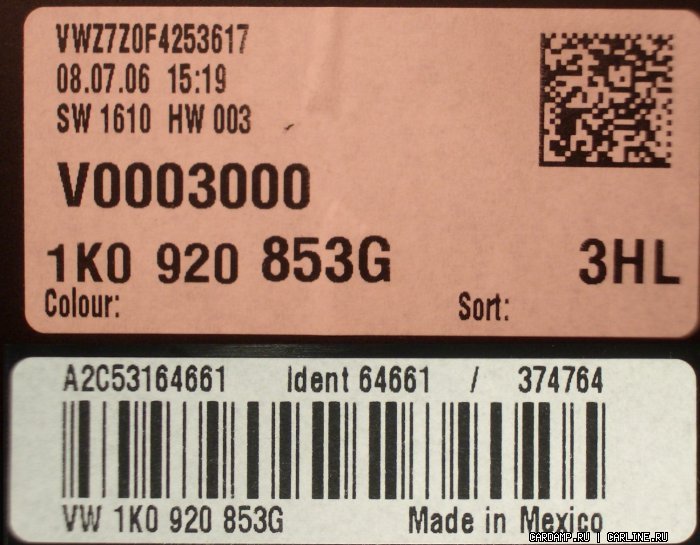 VWZ7Z0F4253617
08.07.06 15:19
SW 1610 HW 003
V0003000
1K0 920 853G 3HL
Colour: Sort:
A2C53164661 Ident 64661 / 374764
VW 1K0 920 853G Made in Mexico
CARDAMP.RU | CARLINE.RU